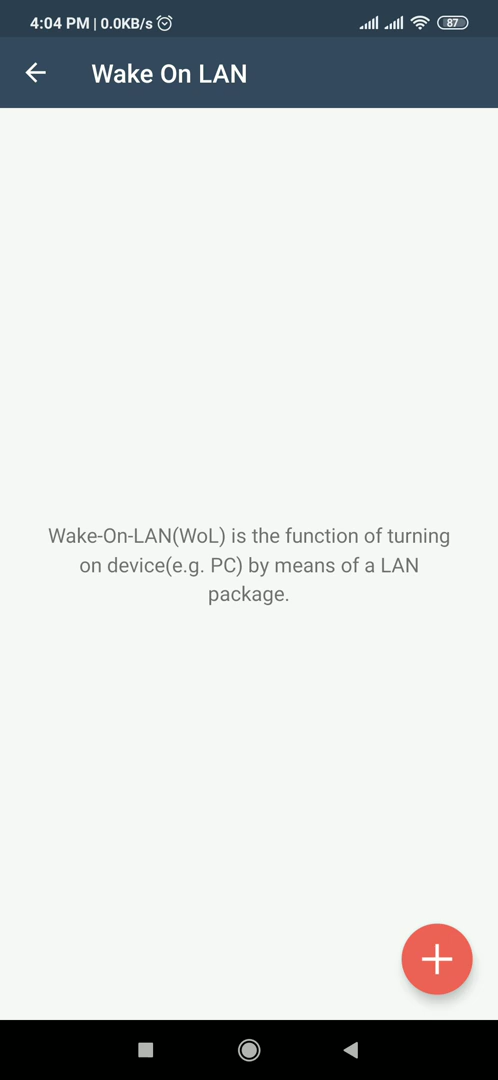 4:04 PM | 0.0KB/s 87
Wake On LAN
Wake-On-LAN(WoL) is the function of turning
on device(e.g. PC) by means of a LAN
package.